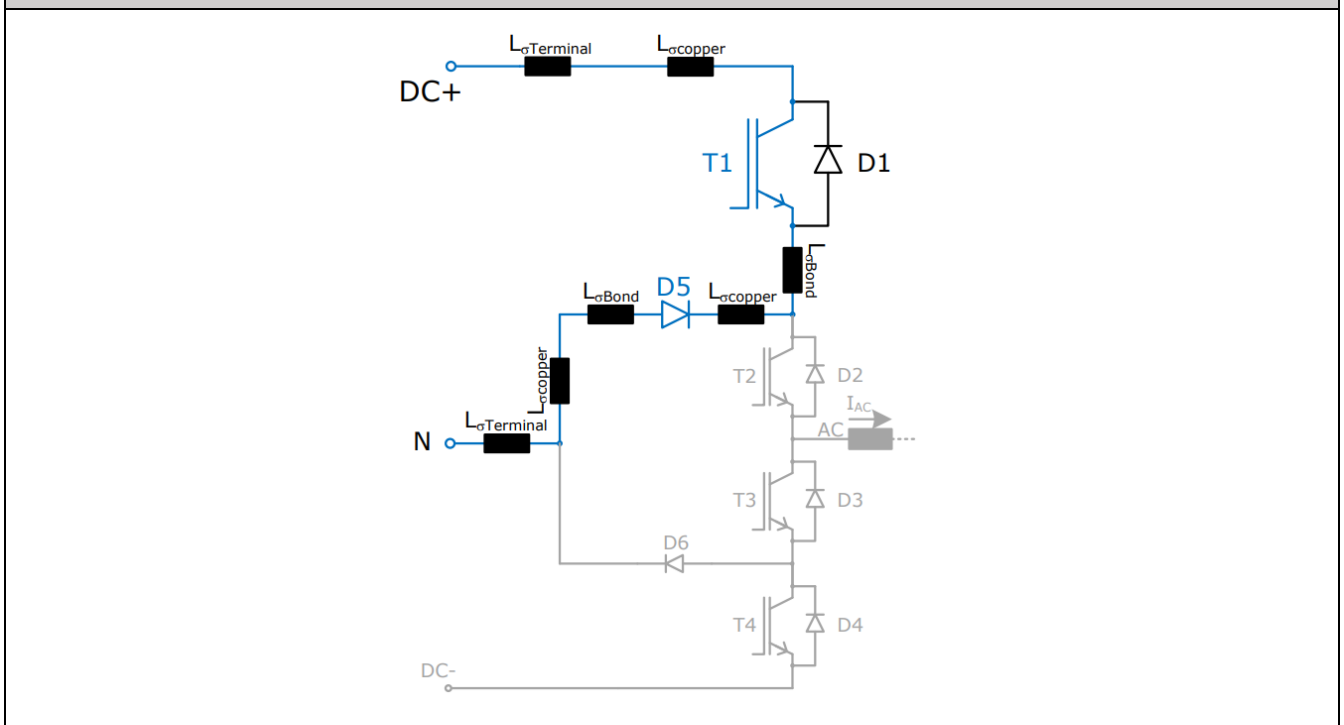 LσTerminal
Lσcopper
DC+
T1
D1
LσBond
LσBond
D5
Lσcopper
Lσcopper
T2
D2
IAC
LσTerminal
N
AC
T3
D3
D6
T4
D4
DC-